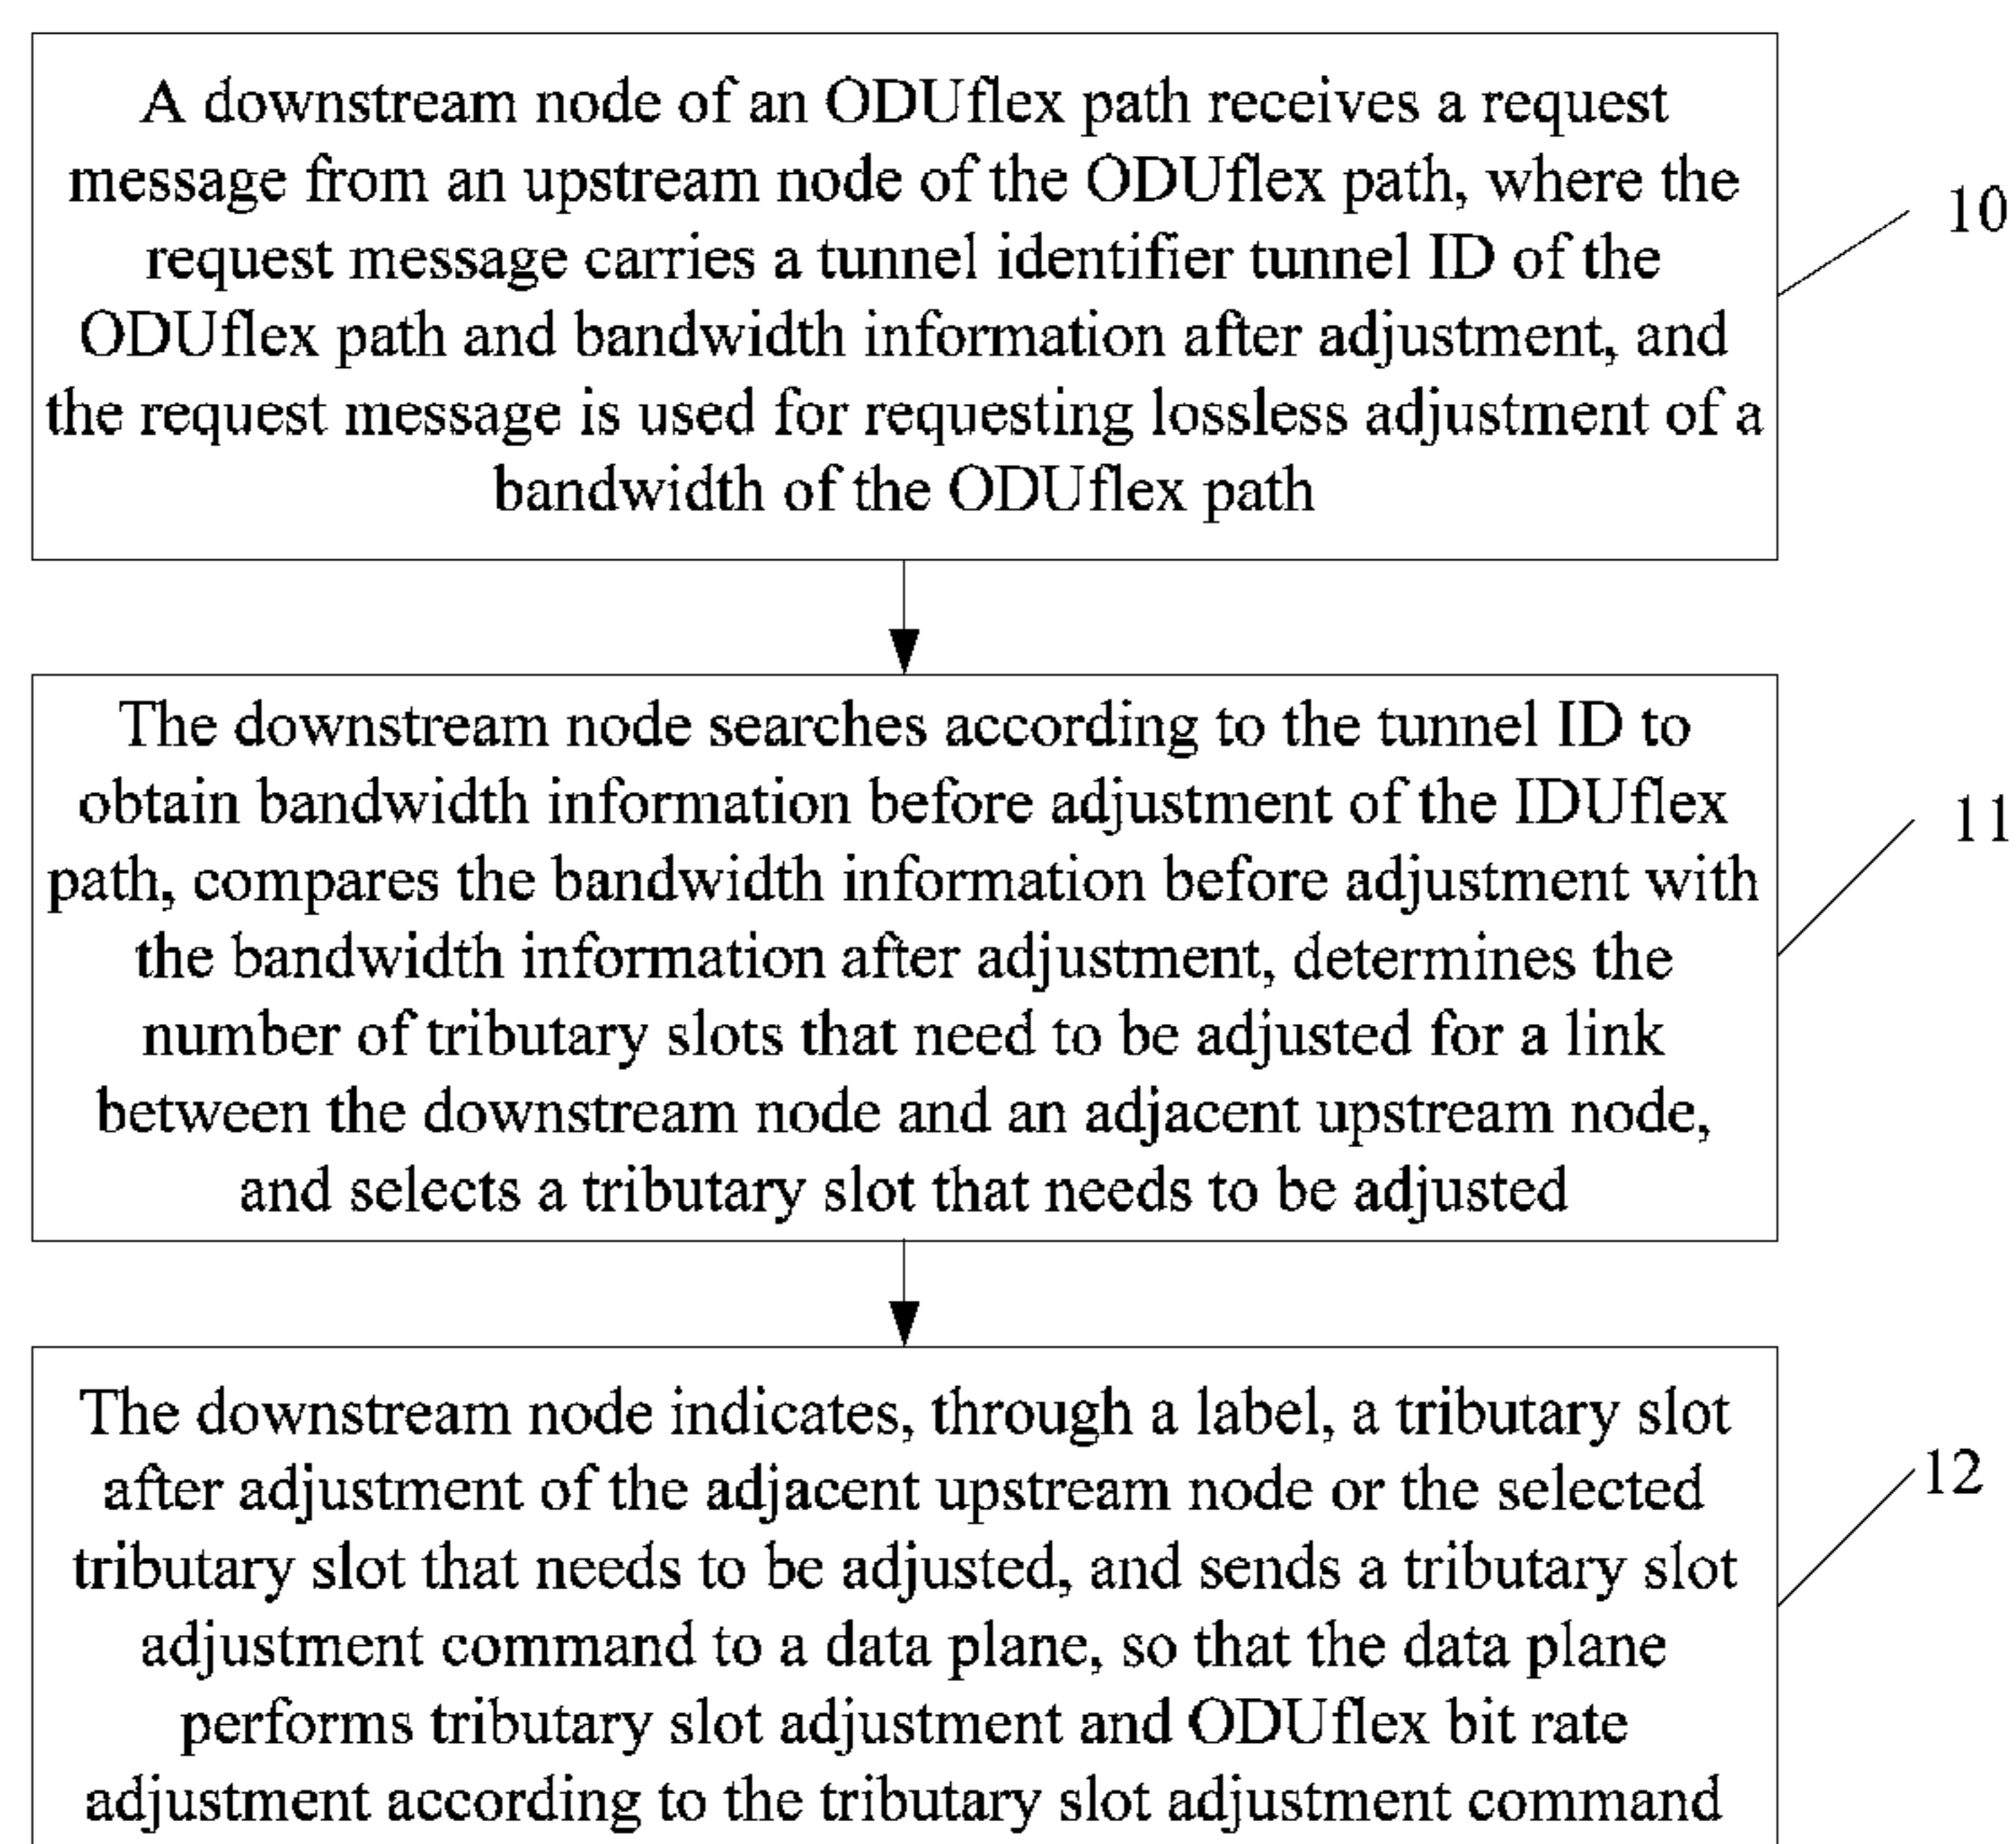 A downstream node of an ODUflex path receives a request
message from an upstream node of the ODUflex path, where the
request message carries a tunnel identifier tunnel ID of the
ODUflex path and bandwidth information after adjustment, and
the request message is used for requesting lossless adjustment of a
bandwidth of the ODUflex path
10
The downstream node searches according to the tunnel ID to
obtain bandwidth information before adjustment of the IDUflex
path, compares the bandwidth information before adjustment with
the bandwidth information after adjustment, determines the
number of tributary slots that need to be adjusted for a link
between the downstream node and an adjacent upstream node,
and selects a tributary slot that needs to be adjusted
11
The downstream node indicates, through a label, a tributary slot
after adjustment of the adjacent upstream node or the selected
tributary slot that needs to be adjusted, and sends a tributary slot
adjustment command to a data plane, so that the data plane
performs tributary slot adjustment and ODUflex bit rate
adjustment according to the tributary slot adjustment command
12